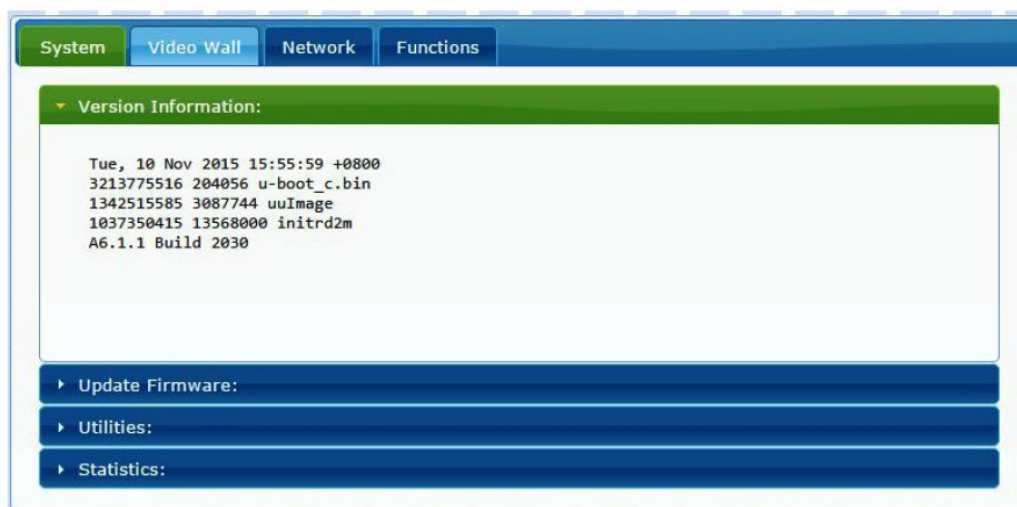 System Video Wall Network Functions
Version Information:
Tue, 10 Nov 2015 15:55:59 +0800
3213775516 204056 u-boot_c.bin
1342515585 3087744 uuImage
1037350415 13568000 initrd2m
A6.1.1 Build 2030
Update Firmware:
Utilities:
Statistics: